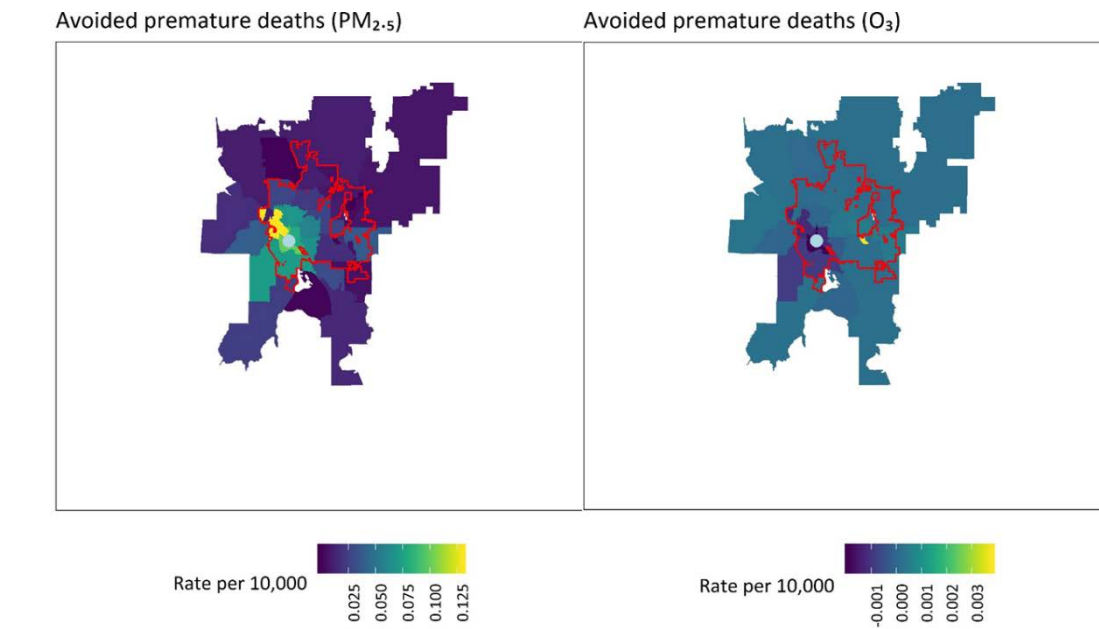 Avoided premature deaths (PM₂.₅)
Avoided premature deaths (O₃)
Rate per 10,000
0.025
0.050
0.075
0.100
0.125
Rate per 10,000
-0.001
0.000
0.001
0.002
0.003